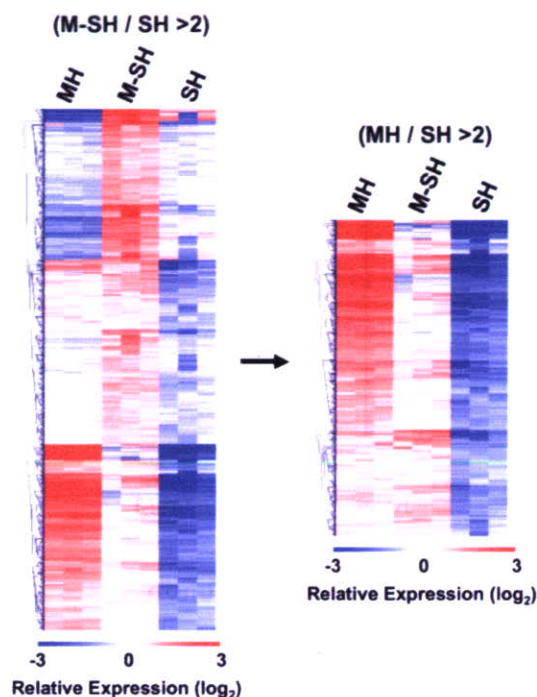 (M-SH / SH >2)
MH M-SH SH
-3 0 3
Relative Expression (log2)
(MH / SH >2)
MH M-SH SH
-3 0 3
Relative Expression (log2)